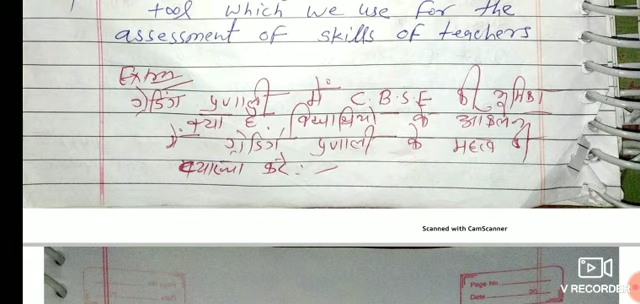 tool which we use for the
assessment of skills of teachers
Extra
ग्रेडिंग प्रणाली में C.B.S.E की भूमिका
क्या है विद्यार्थियों के आकलन
में ग्रेडिंग प्रणाली के महत्व की
व्याख्या करें :-
Scanned with CamScanner
Page No
Date 20
V RECORDER